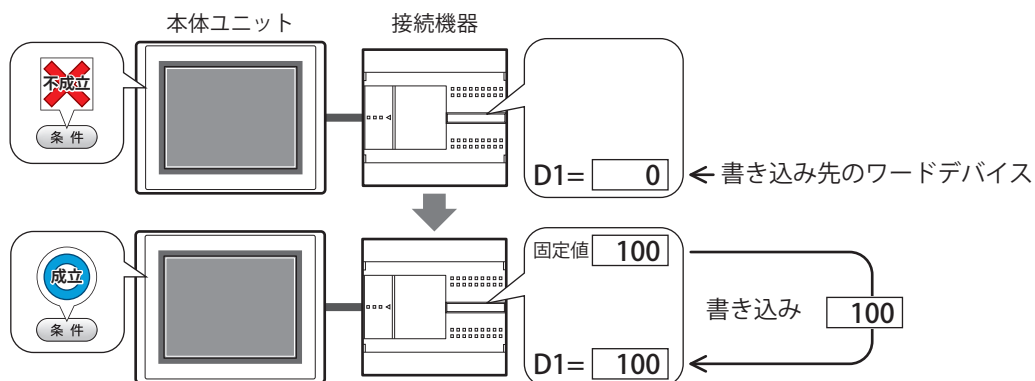 本体ユニット
接続機器
不成立
条件
D1= 0
書き込み先のワードデバイス
成立
条件
固定値 100
書き込み 100
D1= 100